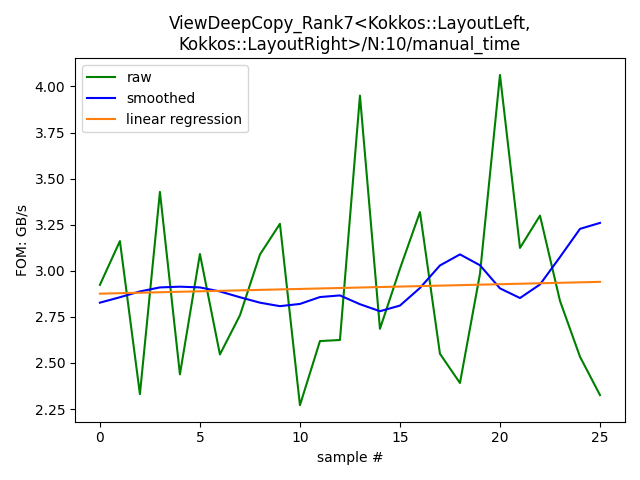 ViewDeepCopy_Rank7<Kokkos::LayoutLeft,
Kokkos::LayoutRight>/N:10/manual_time
raw
smoothed
linear regression
FOM: GB/s
4.00
3.75
3.50
3.25
3.00
2.75
2.50
2.25
0 5 10 15 20 25
sample #